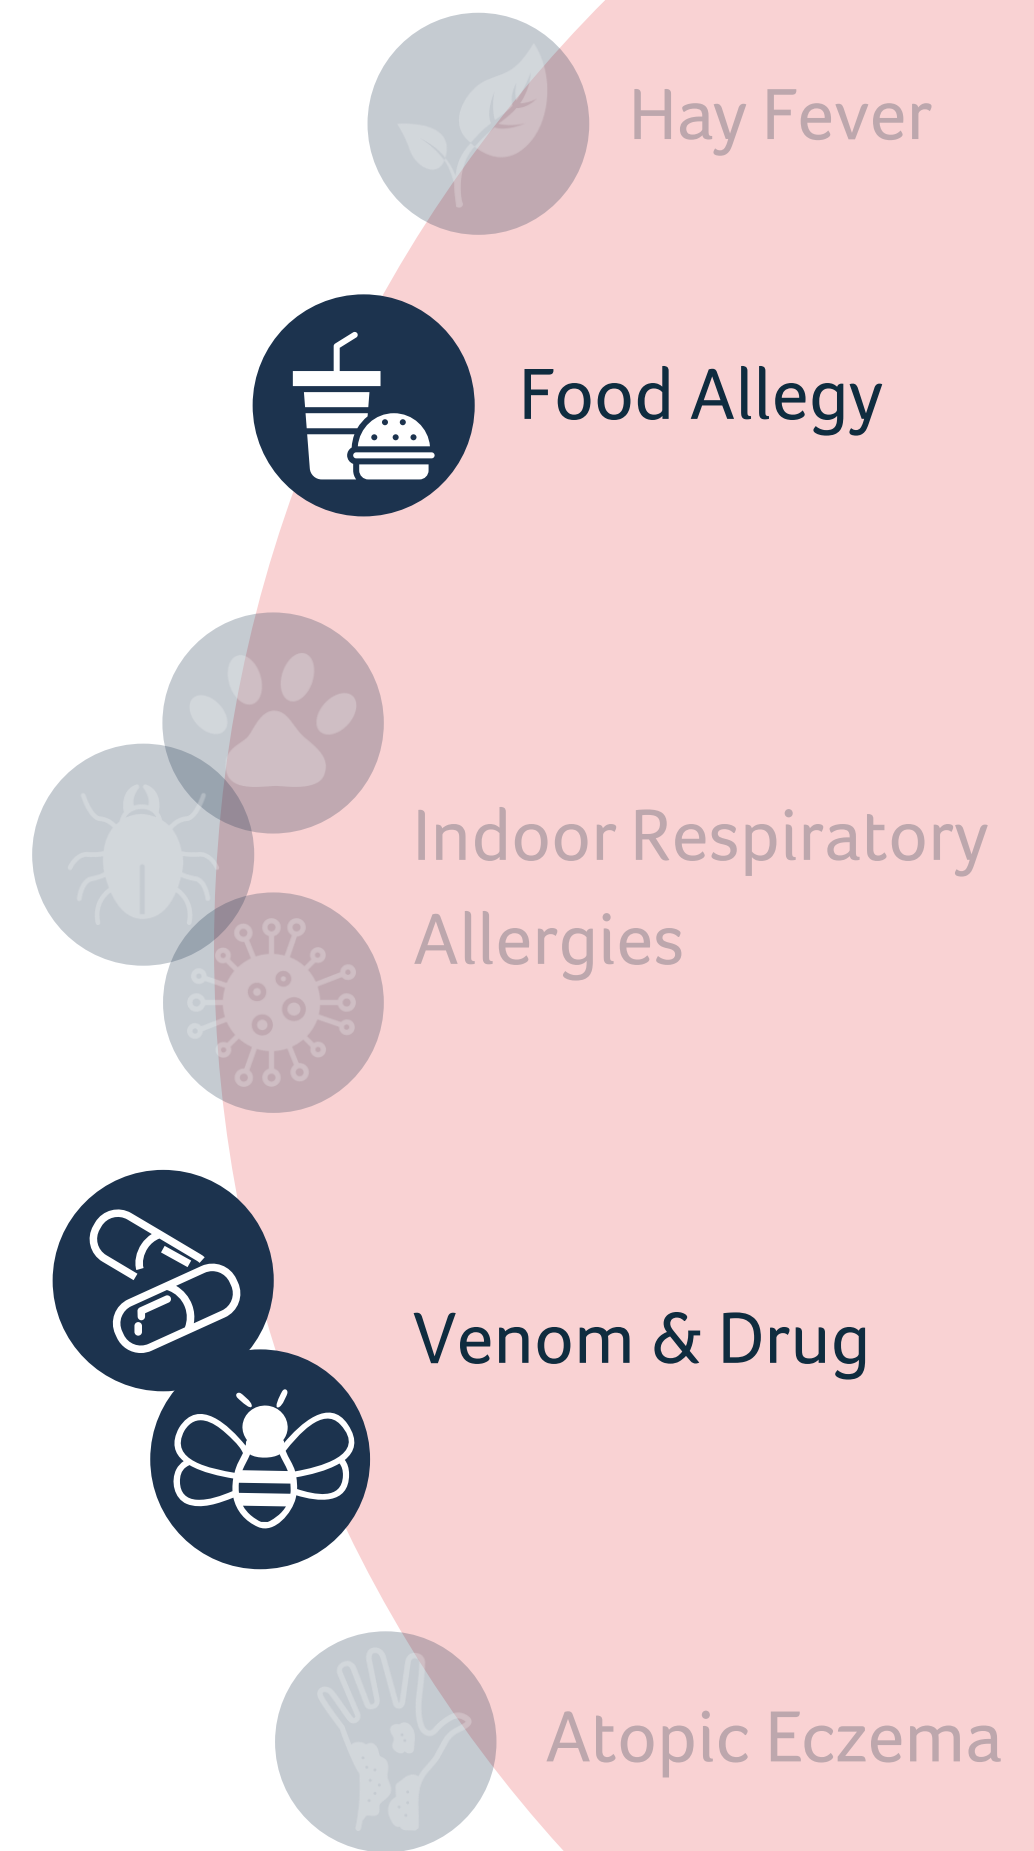 Hay Fever
Food Allegy
Indoor Respiratory
Allergies
Venom & Drug
Atopic Eczema